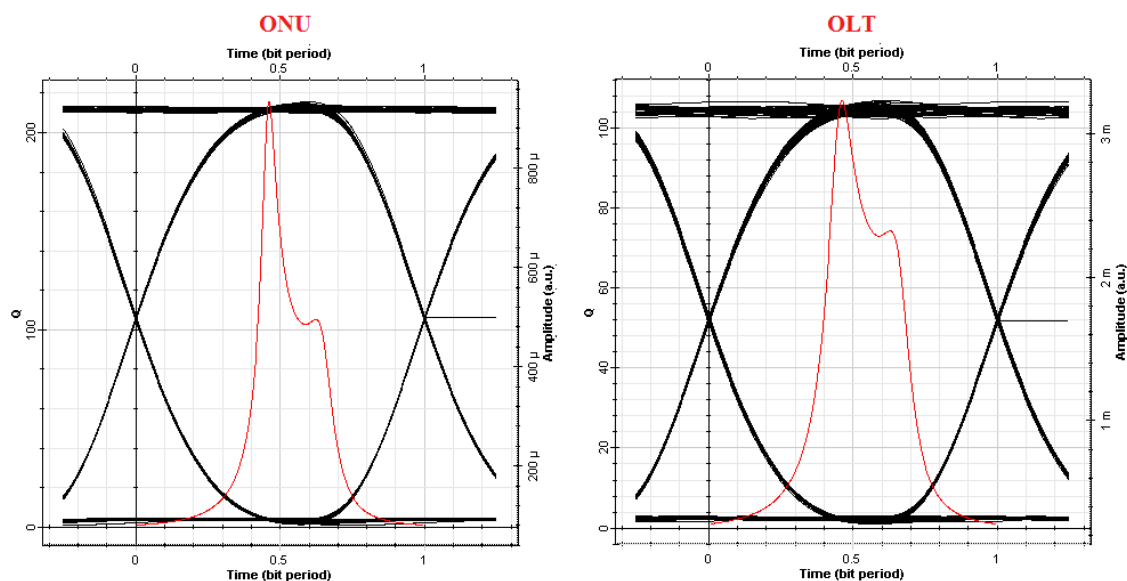 ONU
Time (bit period)
0 0.5 1
Q
200
100
0
Amplitude (a.u.)
800 µ
600 µ
400 µ
200 µ
0 0.5 1
Time (bit period)
OLT
Time (bit period)
0 0.5 1
Q
100
80
60
40
20
0
Amplitude (a.u.)
3 m
2 m
1 m
0 0.5 1
Time (bit period)